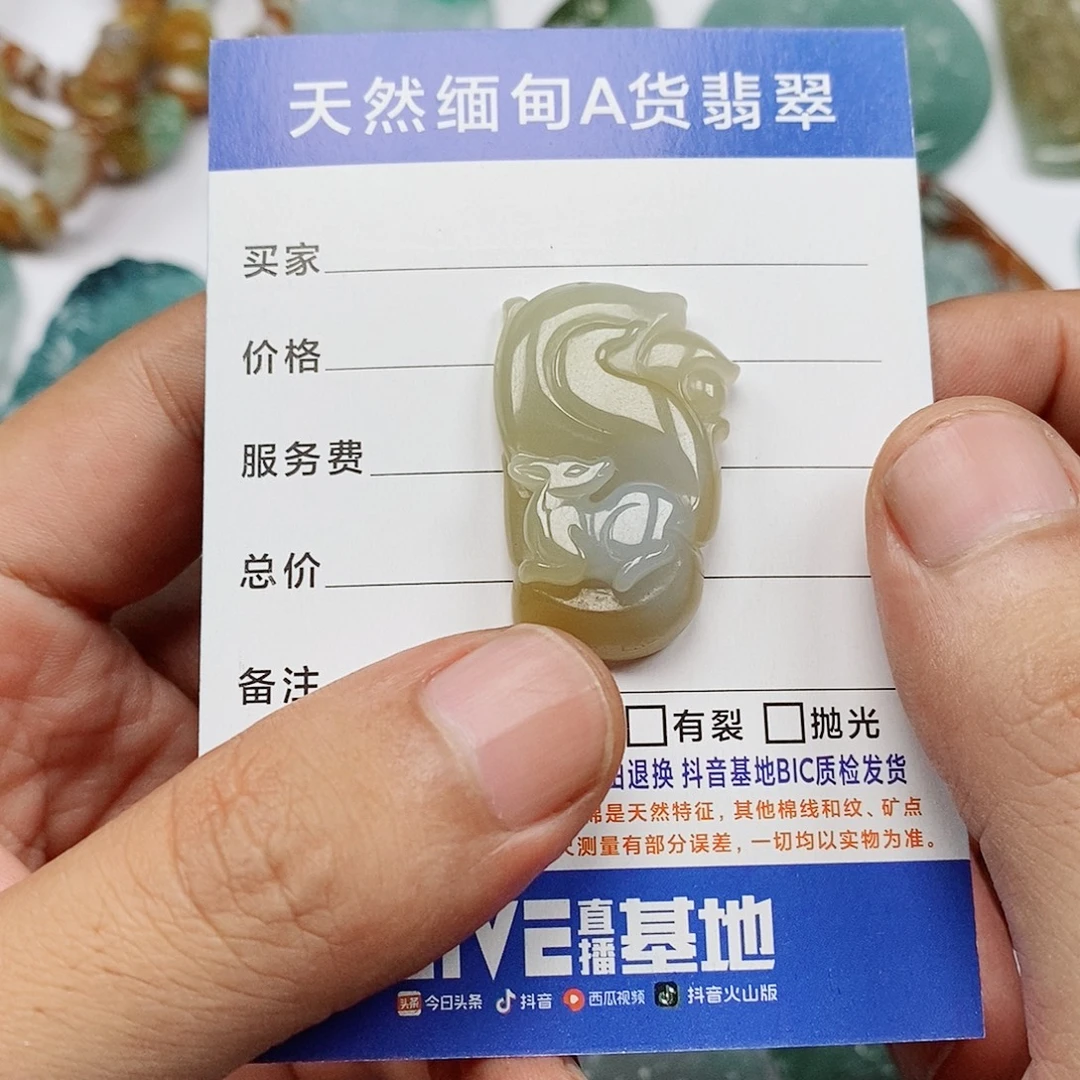 天然缅甸A货翡翠
买家
价格
服务费
总价
备注
有裂 抛光
退换 抖音基地BIC质检发货
是天然特征，其他棉线和纹、矿点
测量有部分误差，一切均以实物为准。
直播基地
头条 今日头条 抖音 西瓜视频 抖音火山版